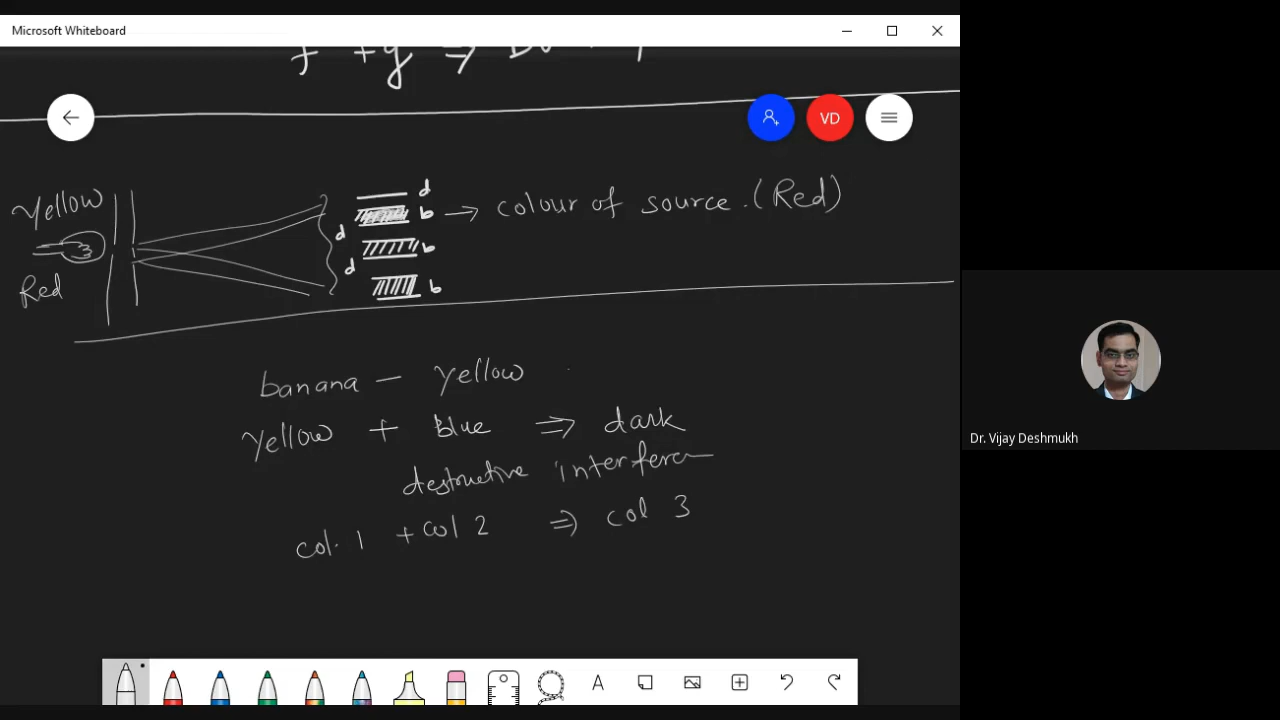 Microsoft Whiteboard
+y ⇒
VD
Yellow
Red
d
b → colour of source. (Red)
d
b
d
b
banana – yellow
yellow + blue ⇒ dark
destructive interferen
col. 1 + col 2 ⇒ col 3
Dr. Vijay Deshmukh
A